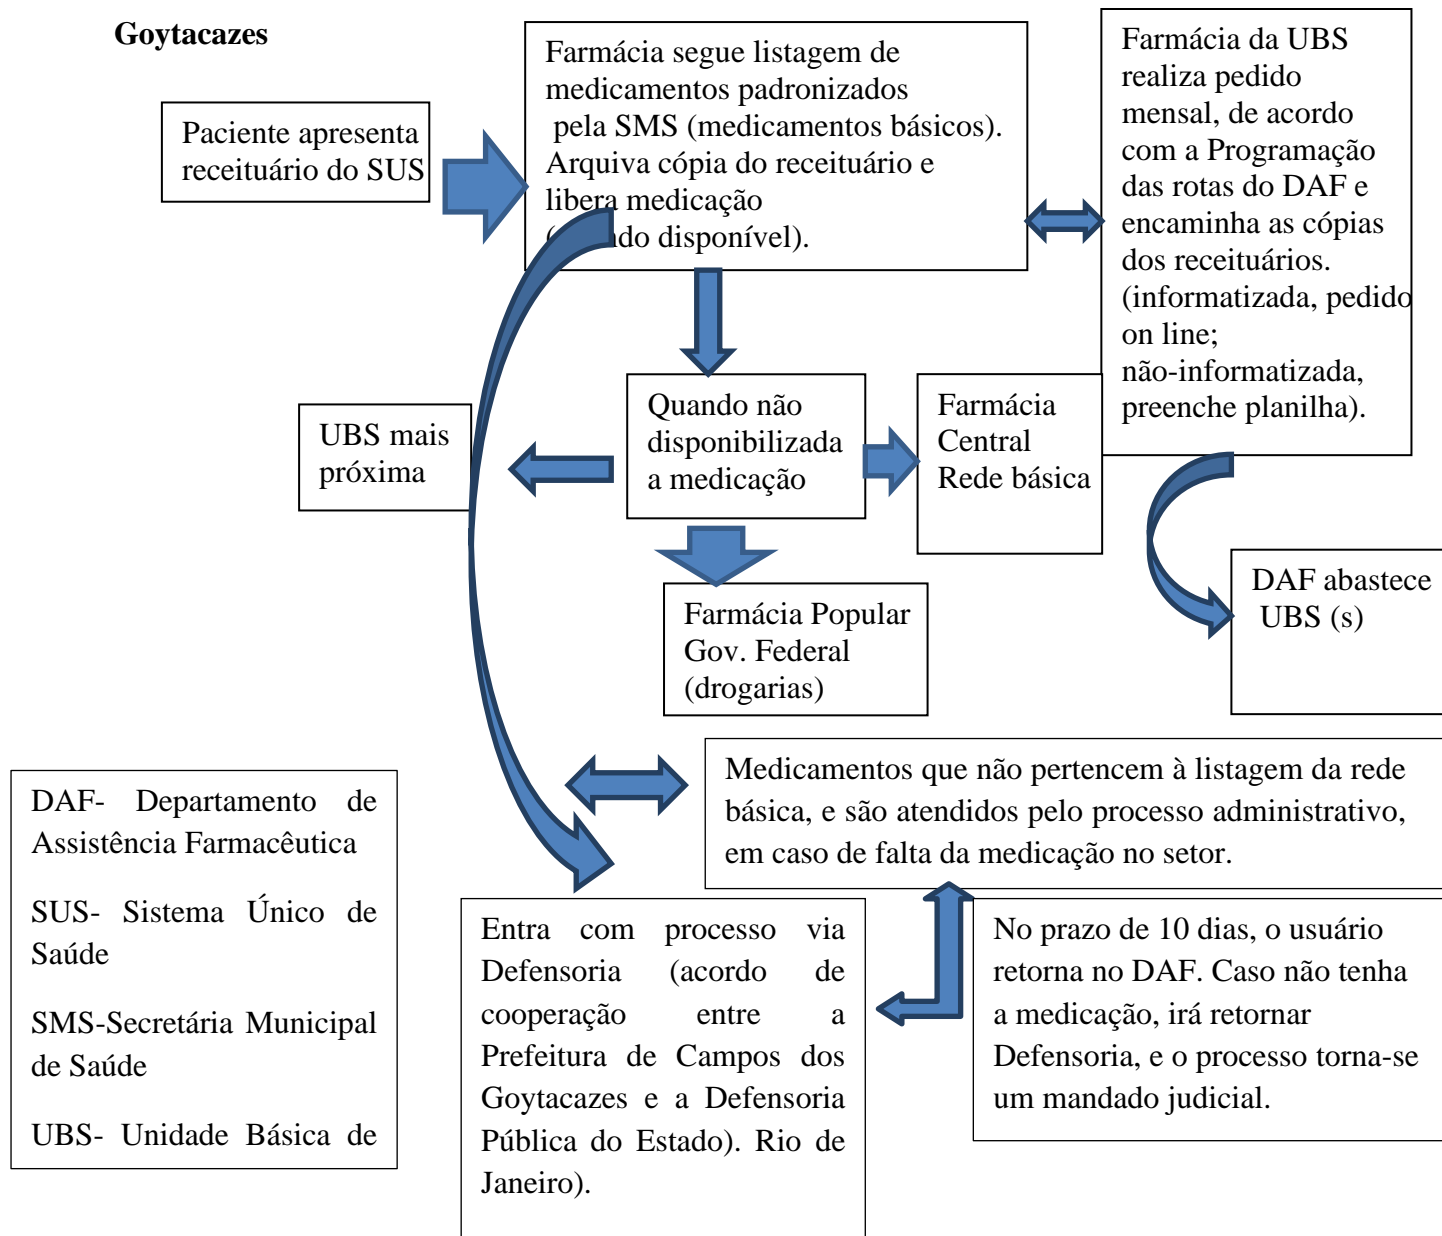 Goytacazes
Paciente apresenta
receituário do SUS
Farmácia segue listagem de
medicamentos padronizados
pela SMS (medicamentos básicos).
Arquiva cópia do receituário e
libera medicação
disponível).
Farmácia da UBS
realiza pedido
mensal, de acordo
com a Programação
das rotas do DAF e
encaminha as cópias
dos receituários.
(informatizada, pedido
on line;
não-informatizada,
preenche planilha).
UBS mais
próxima
Quando não
disponibilizada
a medicação
Farmácia
Central
Rede básica
Farmácia Popular
Gov. Federal
(drogarias)
DAF abastece
UBS (s)
Medicamentos que não pertencem à listagem da rede
básica, e são atendidos pelo processo administrativo,
em caso de falta da medicação no setor.
DAF- Departamento de
Assistência Farmacêutica
SUS- Sistema Único de
Saúde
SMS-Secretária Municipal
de Saúde
UBS- Unidade Básica de
Entra com processo via
Defensoria (acordo de
cooperação entre a
Prefeitura de Campos dos
Goytacazes e a Defensoria
Pública do Estado). Rio de
Janeiro).
No prazo de 10 dias, o usuário
retorna no DAF. Caso não tenha
a medicação, irá retornar
Defensoria, e o processo torna-se
um mandado judicial.